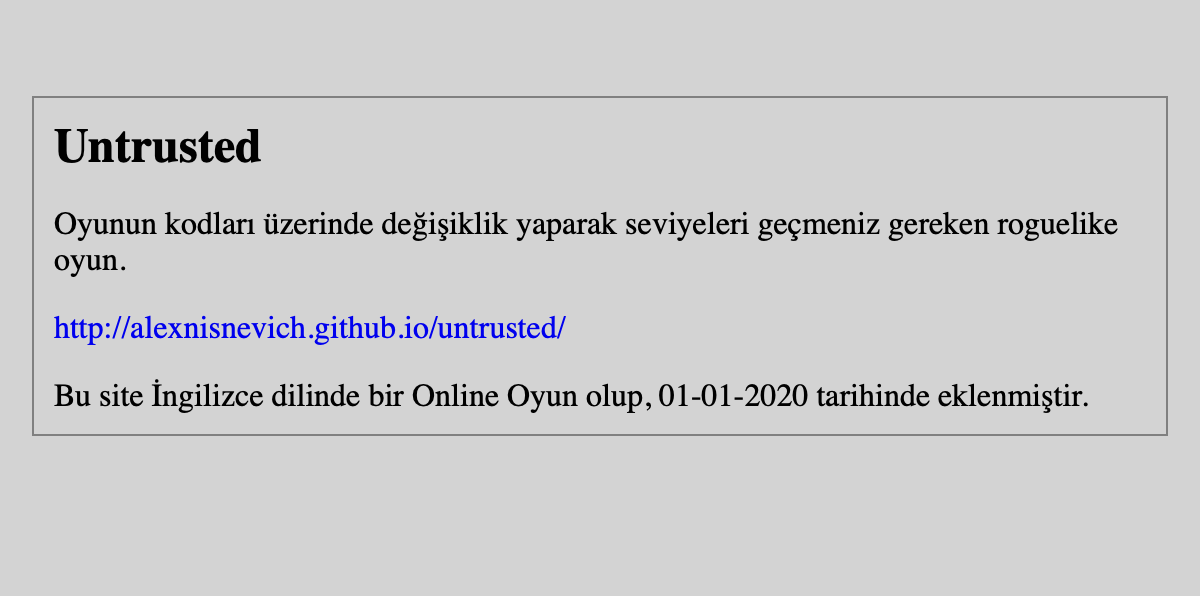 Untrusted
Oyunun kodları üzerinde değişiklik yaparak seviyeleri geçmeniz gereken roguelike
oyun.
http://alexnisnevich.github.io/untrusted/
Bu site İngilizce dilinde bir Online Oyun olup, 01-01-2020 tarihinde eklenmiştir.